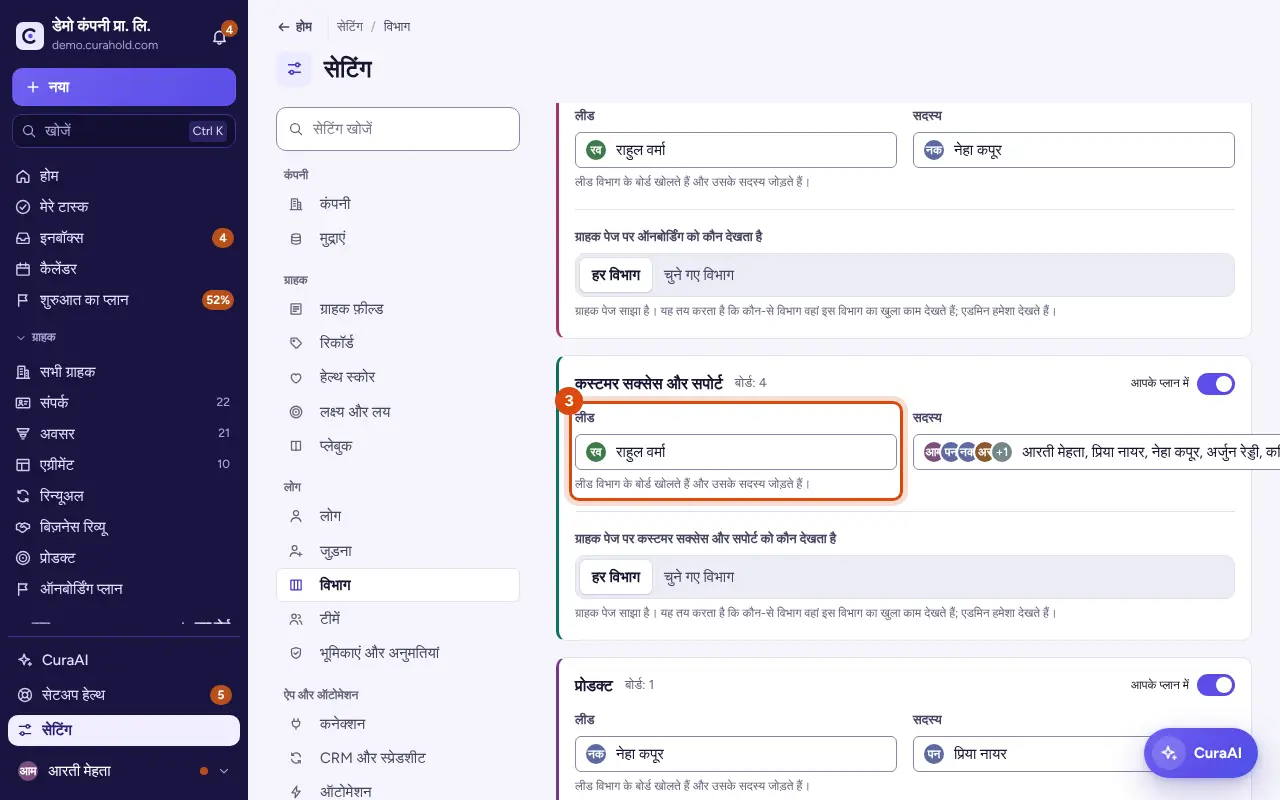 डेमो कंपनी प्रा. लि.
demo.curahold.com
4
नया
खोजें
Ctrl K
होम
मेरे टास्क
इनबॉक्स
4
कैलेंडर
शुरुआत का प्लान
52%
ग्राहक
सभी ग्राहक
संपर्क
22
अवसर
21
एग्रीमेंट
10
रिन्यूअल
बिज़नेस रिव्यू
प्रोडक्ट
ऑनबोर्डिंग प्लान
CuraAI
सेटअप हेल्थ
5
सेटिंग
आम
आरती मेहता
होम
सेटिंग / विभाग
सेटिंग
सेटिंग खोजें
कंपनी
कंपनी
मुद्राएं
ग्राहक
ग्राहक फ़ील्ड
रिकॉर्ड
हेल्थ स्कोर
लक्ष्य और लय
प्लेबुक
लोग
लोग
जुड़ना
विभाग
टीमें
भूमिकाएं और अनुमतियां
ऐप और ऑटोमेशन
कनेक्शन
CRM और स्प्रेडशीट
ऑटोमेशन
लीड
सदस्य
रव राहुल वर्मा
नक नेहा कपूर
लीड विभाग के बोर्ड खोलते हैं और उसके सदस्य जोड़ते हैं।
ग्राहक पेज पर ऑनबोर्डिंग को कौन देखता है
हर विभाग
चुने गए विभाग
ग्राहक पेज साझा है। यह तय करता है कि कौन-से विभाग वहां इस विभाग का खुला काम देखते हैं; एडमिन हमेशा देखते हैं।
कस्टमर सक्सेस और सपोर्ट
बोर्ड: 4
आपके प्लान में
3
लीड
सदस्य
रव राहुल वर्मा
आम पन नक अर +1 आरती मेहता, प्रिया नायर, नेहा कपूर, अर्जुन रेड्डी,
लीड विभाग के बोर्ड खोलते हैं और उसके सदस्य जोड़ते हैं।
ग्राहक पेज पर कस्टमर सक्सेस और सपोर्ट को कौन देखता है
हर विभाग
चुने गए विभाग
ग्राहक पेज साझा है। यह तय करता है कि कौन-से विभाग वहां इस विभाग का खुला काम देखते हैं; एडमिन हमेशा देखते हैं।
प्रोडक्ट
बोर्ड: 1
आपके प्लान में
लीड
सदस्य
नक नेहा कपूर
पन प्रिया नायर
लीड विभाग के बोर्ड खोलते हैं और उसके सदस्य जोड़ते हैं।
CuraAI